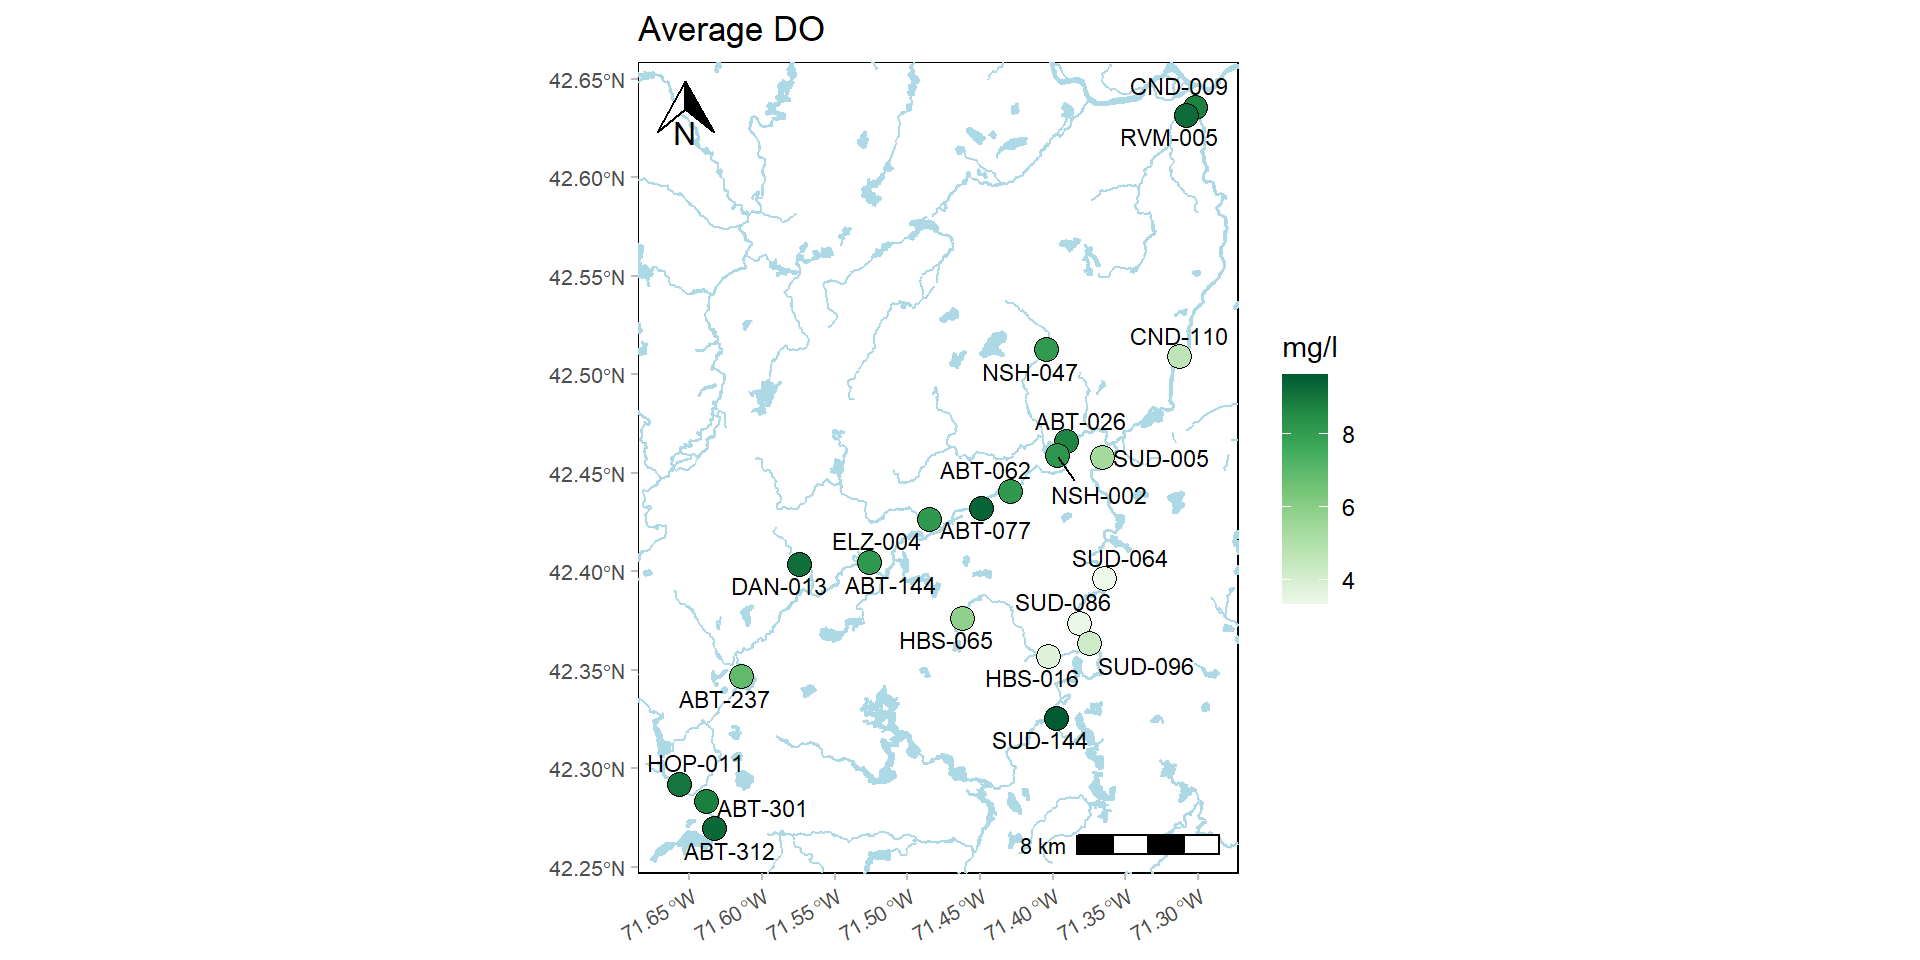 Average DO
42.65°N
42.60°N
42.55°N
42.50°N
42.45°N
42.40°N
42.35°N
42.30°N
42.25°N
N
CND-009
RVM-005
CND-110
NSH-047
ABT-026
SUD-005
ABT-062
NSH-002
ABT-077
ELZ-004
SUD-064
DAN-013
ABT-144
SUD-086
HBS-065
SUD-096
HBS-016
ABT-237
SUD-144
HOP-011
ABT-301
ABT-312
8 km
71.65°W
71.60°W
71.55°W
71.50°W
71.45°W
71.40°W
71.35°W
71.30°W
mg/l
8
6
4